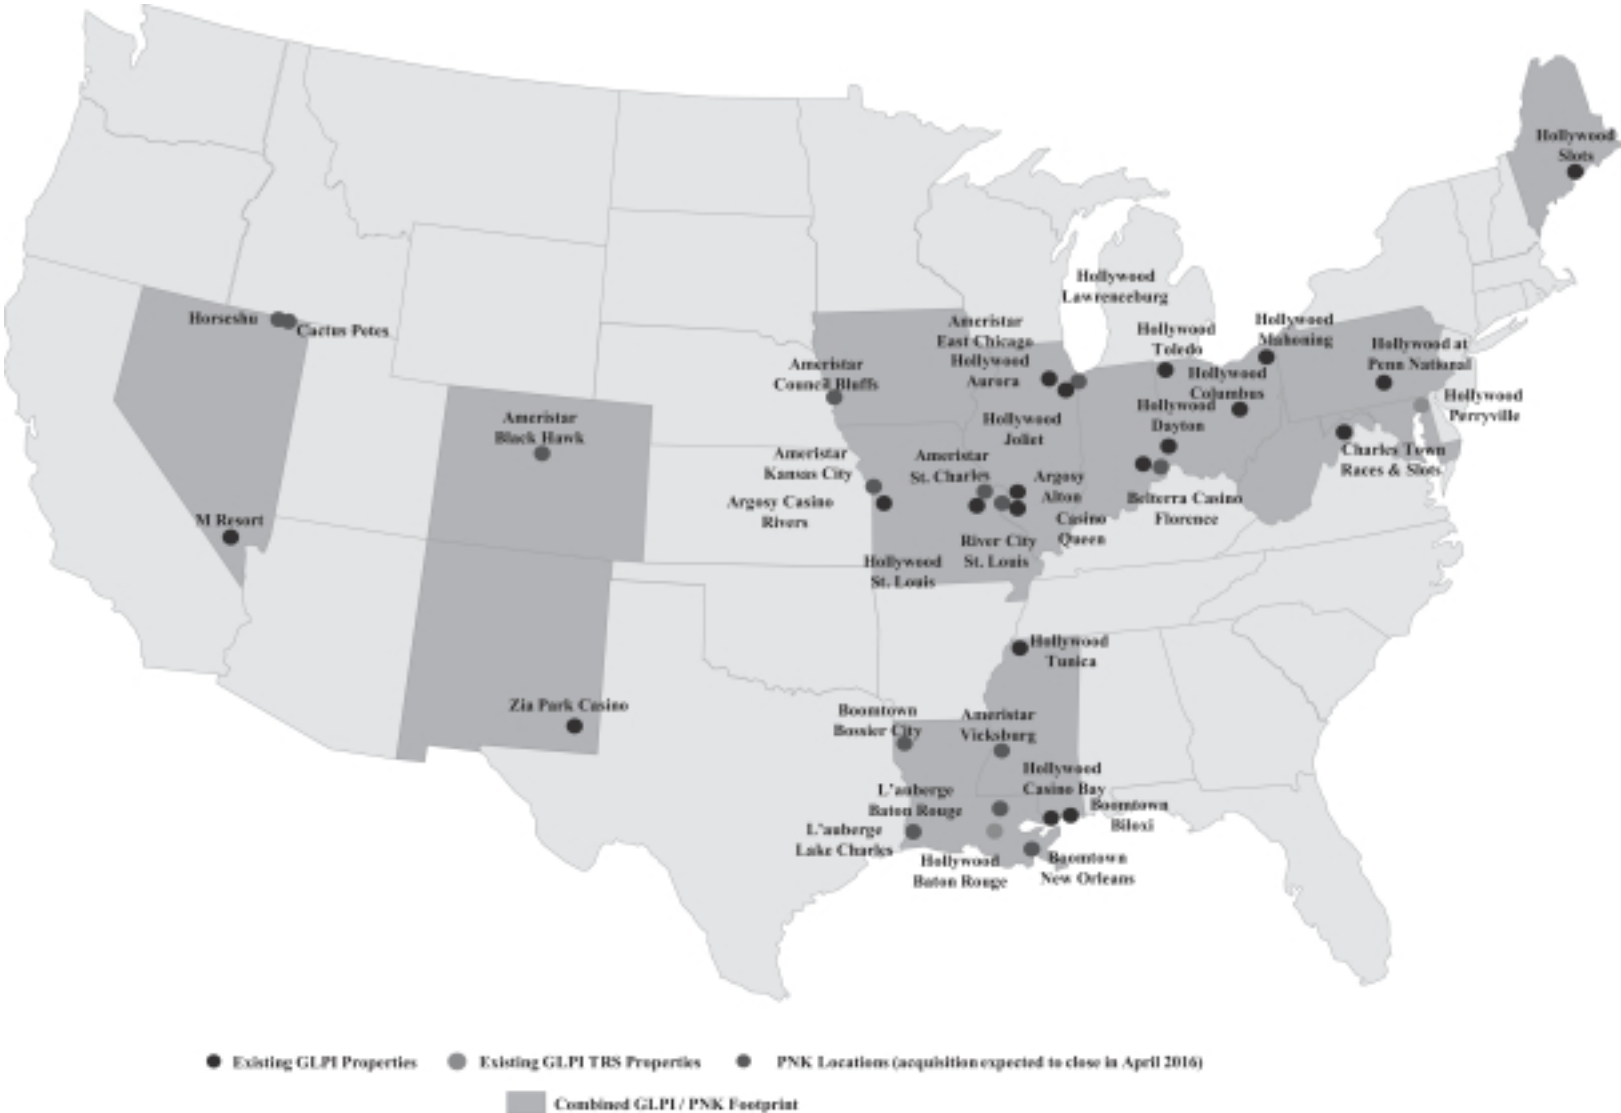 Hollywood
Slots
Hollywood
Lawrenceburg
Horseshu
Cactus Petes
Ameristar
East Chicago
Hollywood
Aurora
Hollywood
Toledo
Hollywood
Mahoning
Hollywood at
Penn National
Ameristar
Council Bluffs
Hollywood
Columbus
Hollywood
Perryville
Hollywood
Dayton
Ameristar
Black Hawk
Hollywood
Joliet
Ameristar
Kansas City
Ameristar
St. Charles
Charles Town
Races & Slots
Argosy
Alton
Argosy Casino
Rivers
Casino
Queen
Belterra Casino
Florence
M Resort
River City
St. Louis
Hollywood
St. Louis
Hollywood
Tunica
Zia Park Casino
Boomtown
Bossier City
Ameristar
Vicksburg
Hollywood
Casino Bay
L'auberge
Baton Rouge
Boomtown
Biloxi
L'auberge
Lake Charles
Hollywood
Baton Rouge
Boomtown
New Orleans
Existing GLPI Properties
Existing GLPI TRS Properties
PNK Locations (acquisition expected to close in April 2016)
Combined GLPI / PNK Footprint